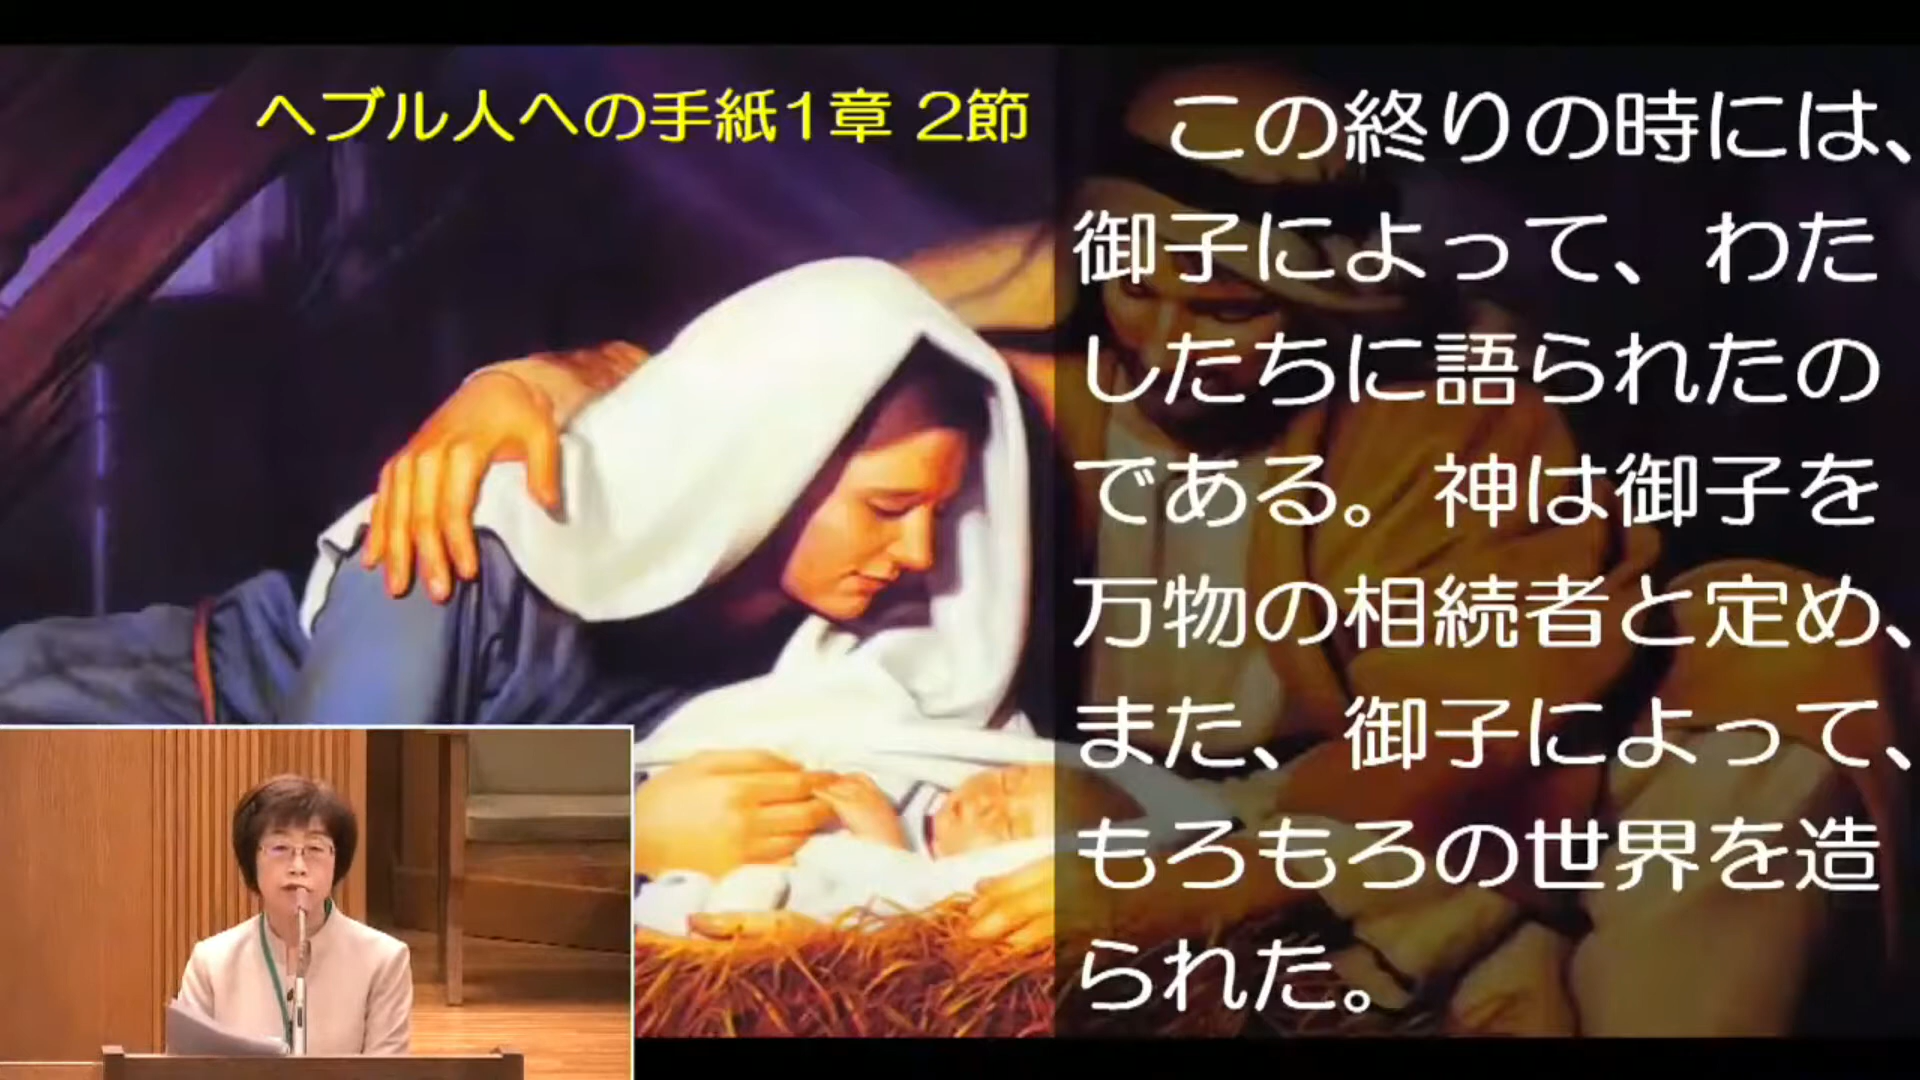 ヘブル人への手紙1章 2節
この終りの時には、
御子によって、わた
したちに語られたの
である。神は御子を
万物の相続者と定め、
また、御子によって、
もろもろの世界を造
られた。